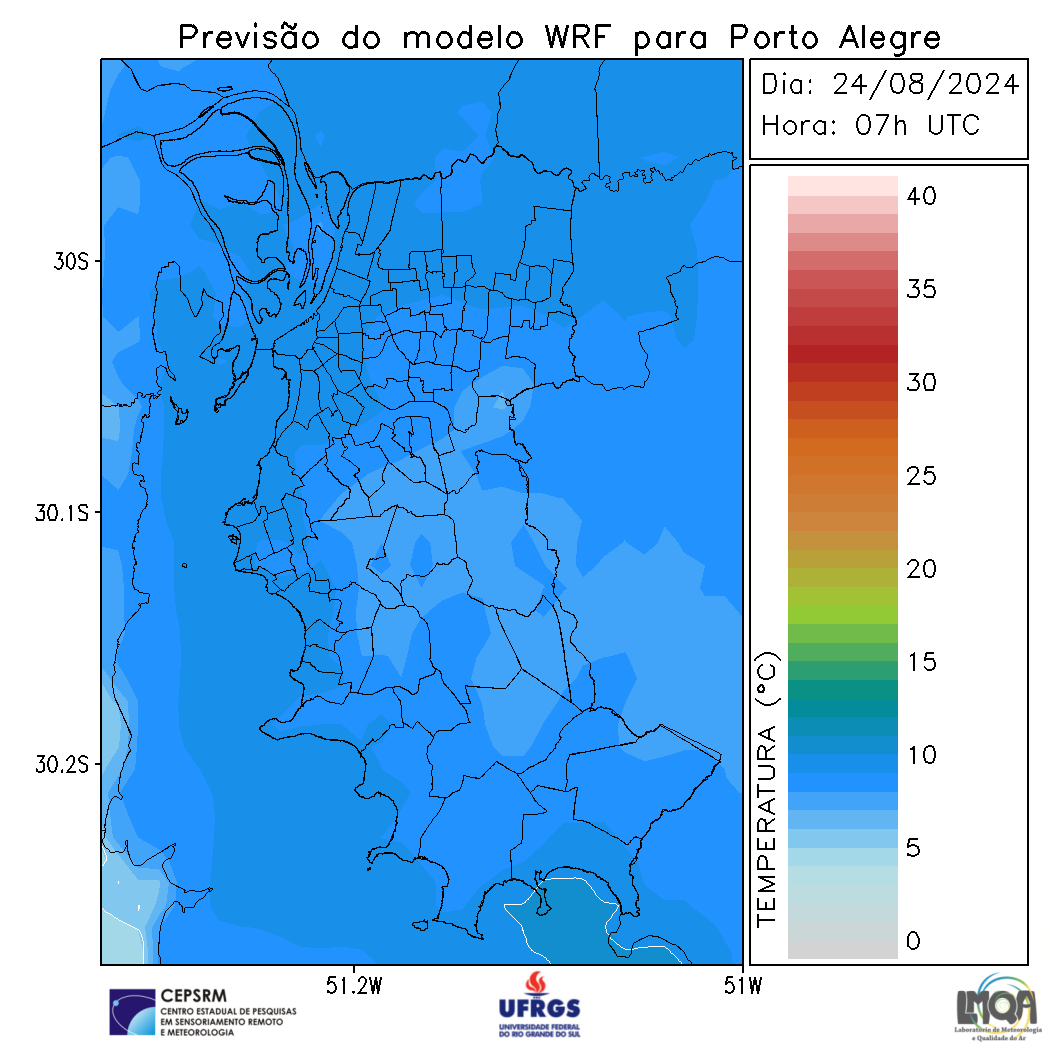 Previsão do modelo WRF para Porto Alegre
Dia: 24/08/2024
Hora: 07h UTC
40
35
30
25
20
15
10
5
0
TEMPERATURA (°C)
30S
30.1S
30.2S
51.2W
51W
CEPSRM
CENTRO ESTADUAL DE PESQUISAS
EM SENSORIAMENTO REMOTO
E METEOROLOGIA
UFRGS
UNIVERSIDADE FEDERAL
DO RIO GRANDE DO SUL
LMQA
Laboratório de Meteorologia
e Qualidade do Ar